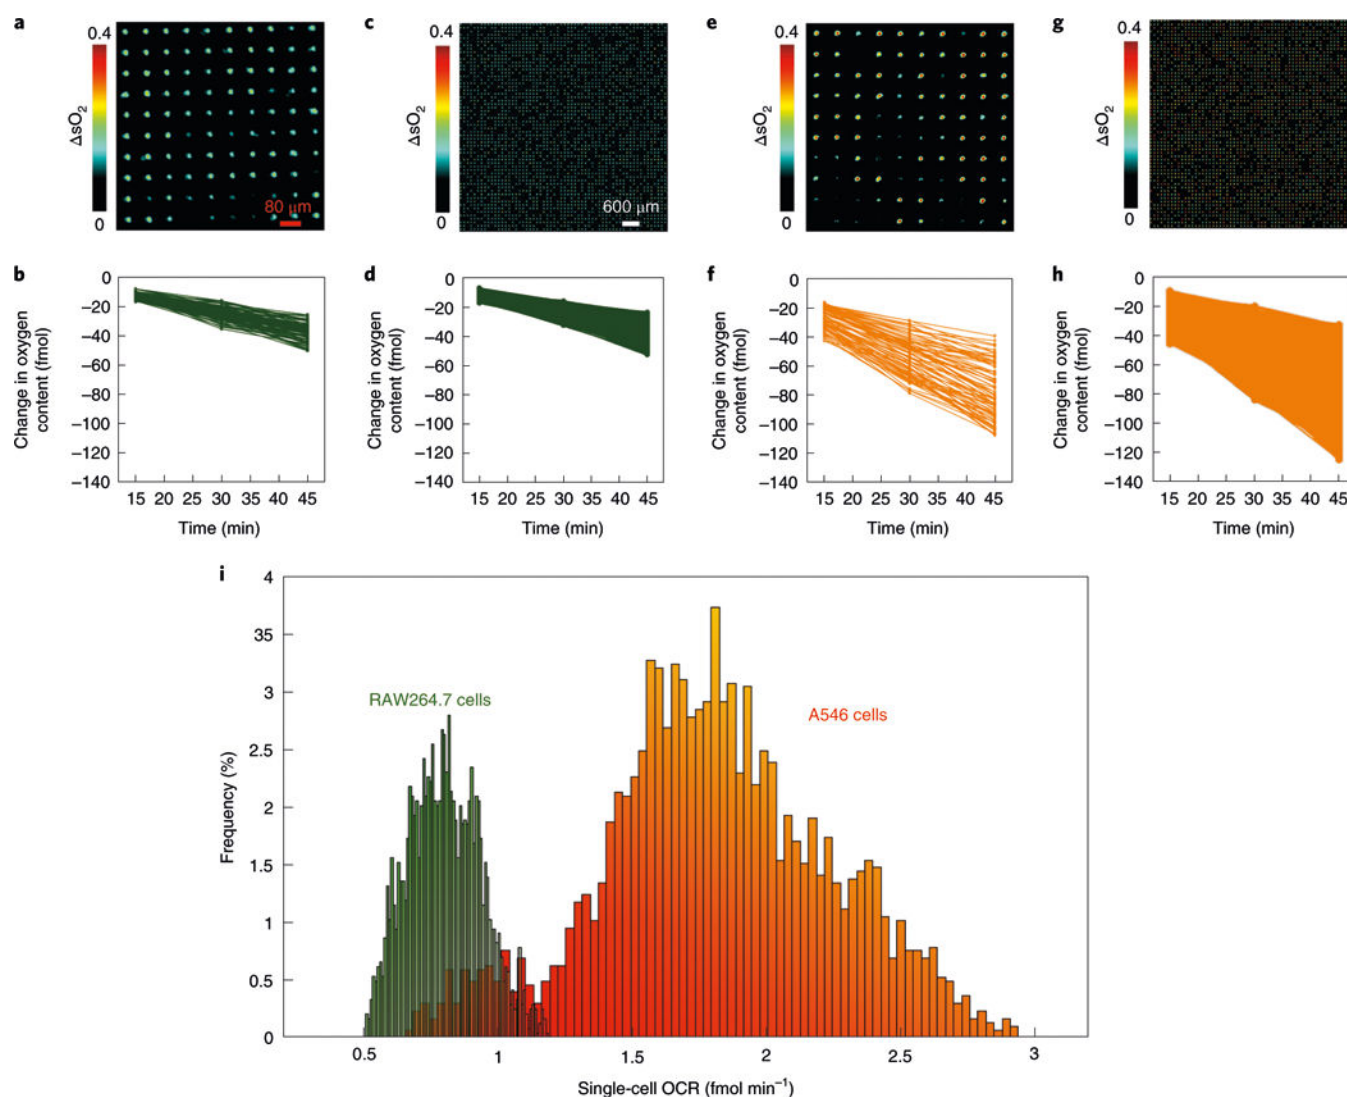 a
0.4
ΔsO2
0
80 μm
c
0.4
ΔsO2
0
600 μm
e
0.4
ΔsO2
0
g
0.4
ΔsO2
0
b
Change in oxygen
content (fmol)
0
−20
−40
−60
−80
−100
−120
−140
15 20 25 30 35 40 45
Time (min)
d
Change in oxygen
content (fmol)
0
−20
−40
−60
−80
−100
−120
−140
15 20 25 30 35 40 45
Time (min)
f
Change in oxygen
content (fmol)
0
−20
−40
−60
−80
−100
−120
−140
15 20 25 30 35 40 45
Time (min)
h
Change in oxygen
content (fmol)
0
−20
−40
−60
−80
−100
−120
−140
15 20 25 30 35 40 45
Time (min)
i
Frequency (%)
4
35
3
2.5
2
1.5
1
0.5
0
RAW264.7 cells
A546 cells
0.5 1 1.5 2 2.5 3
Single-cell OCR (fmol min−1)